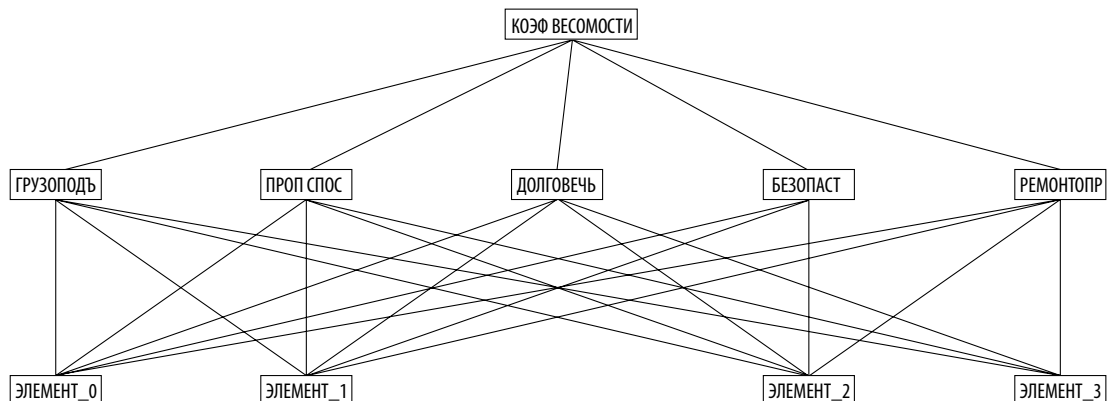 КОЭФ ВЕСОМОСТИ
ГРУЗОПОДЪ ПРОП СПОС ДОЛГОВЕЧЬ БЕЗОПАСТ РЕМОНТОПР
ЭЛЕМЕНТ_0 ЭЛЕМЕНТ_1 ЭЛЕМЕНТ_2 ЭЛЕМЕНТ_3